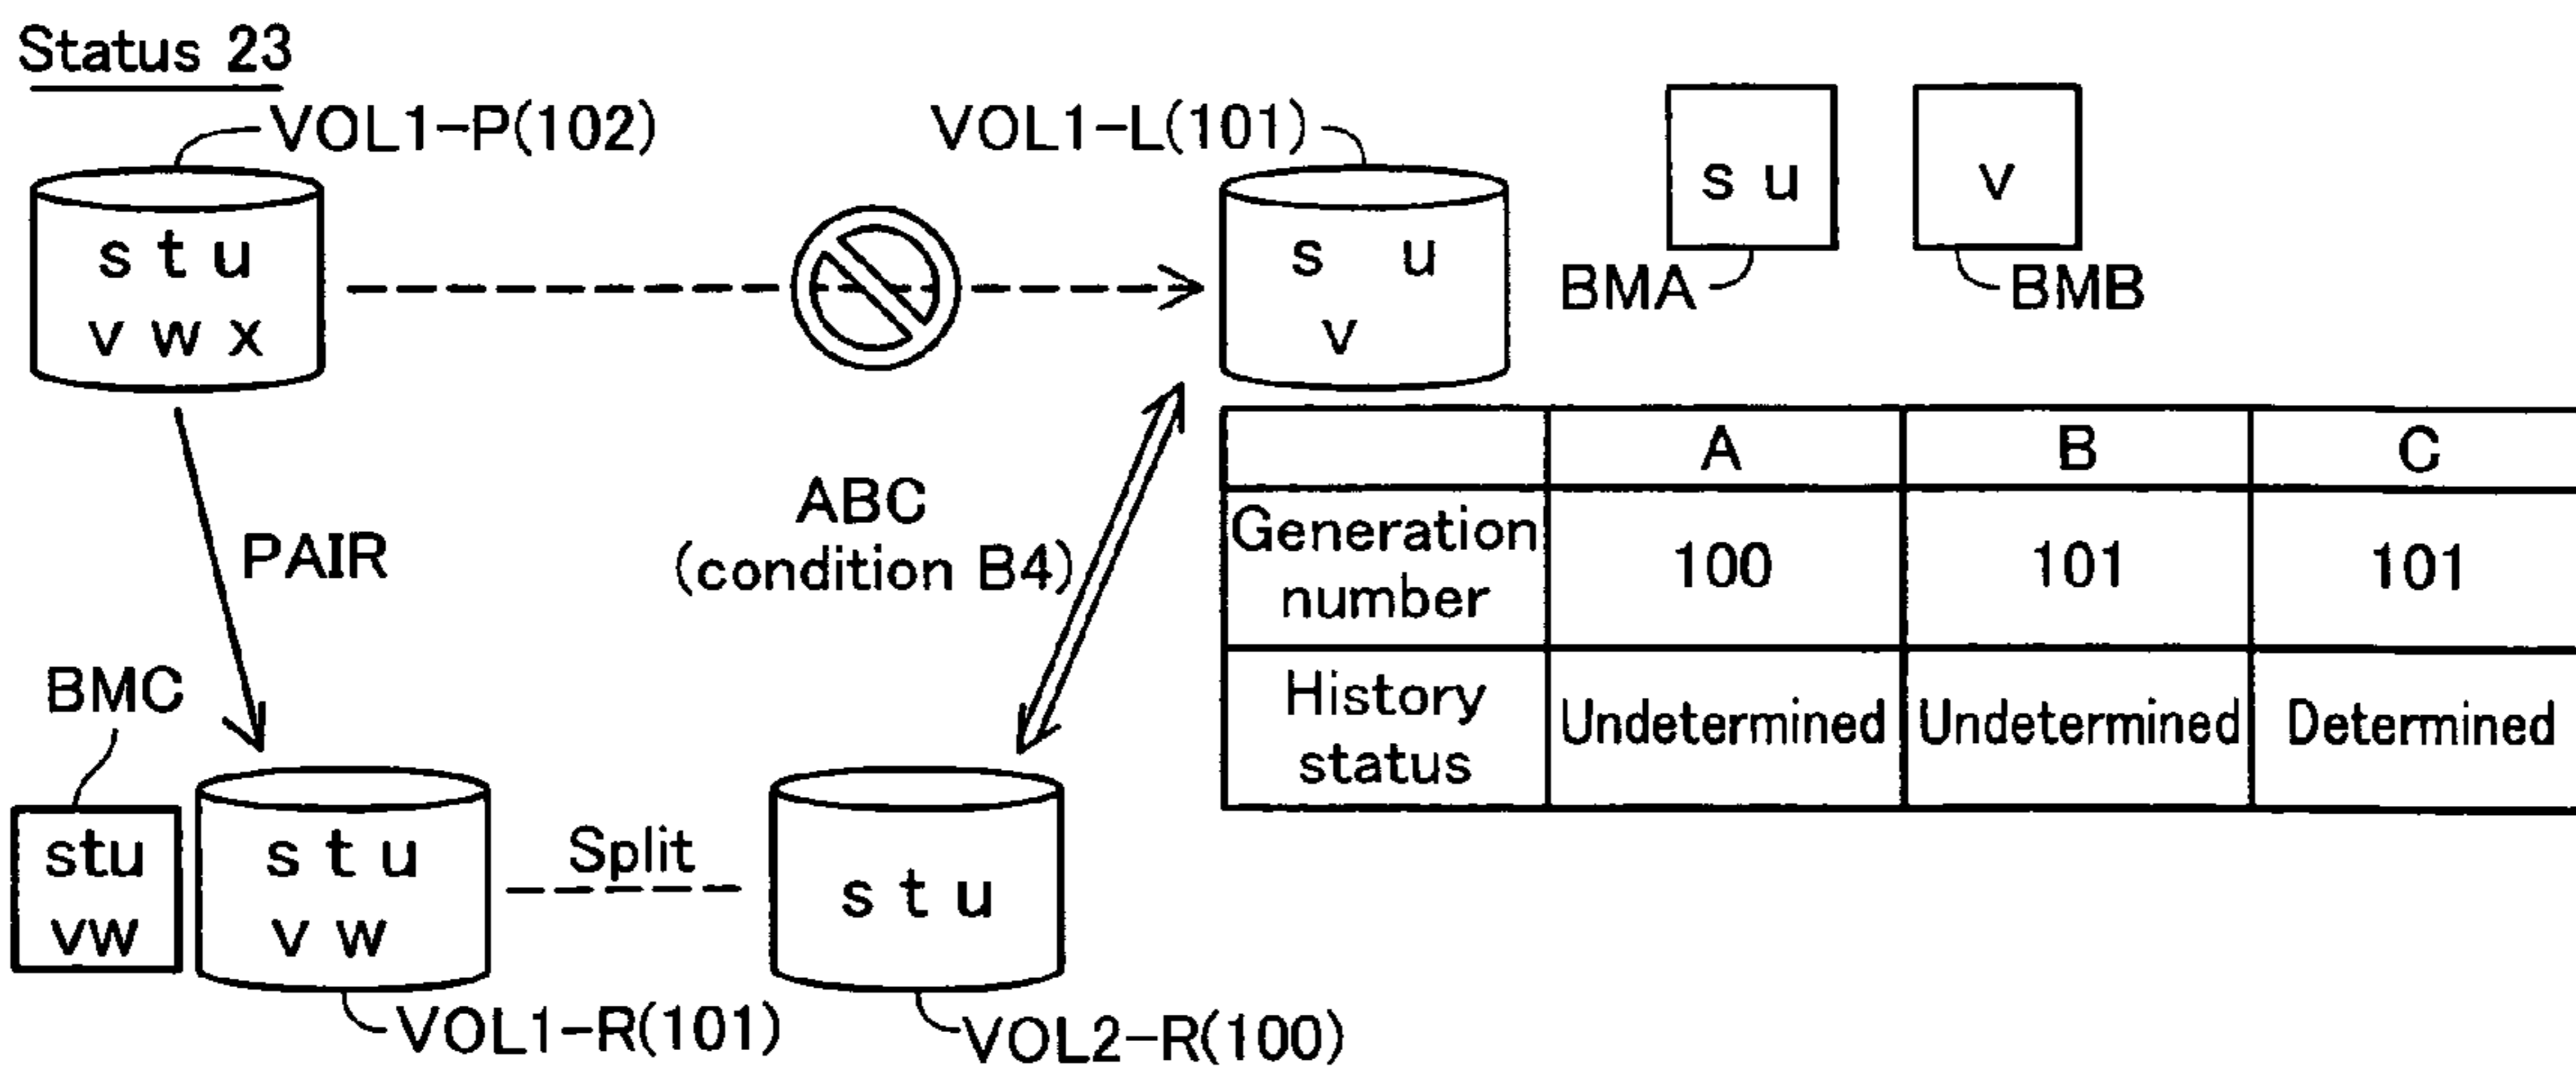 Status 23
VOL1-P(102)
VOL1-L(101)
s t u
v w x
s u
v
s u
BMA
v
BMB
PAIR
ABC
(condition B4)
A B C
Generation number 100 101 101
History status Undetermined Undetermined Determined
BMC
stu
vw
s t u
v w
Split
s t u
VOL1-R(101)
VOL2-R(100)